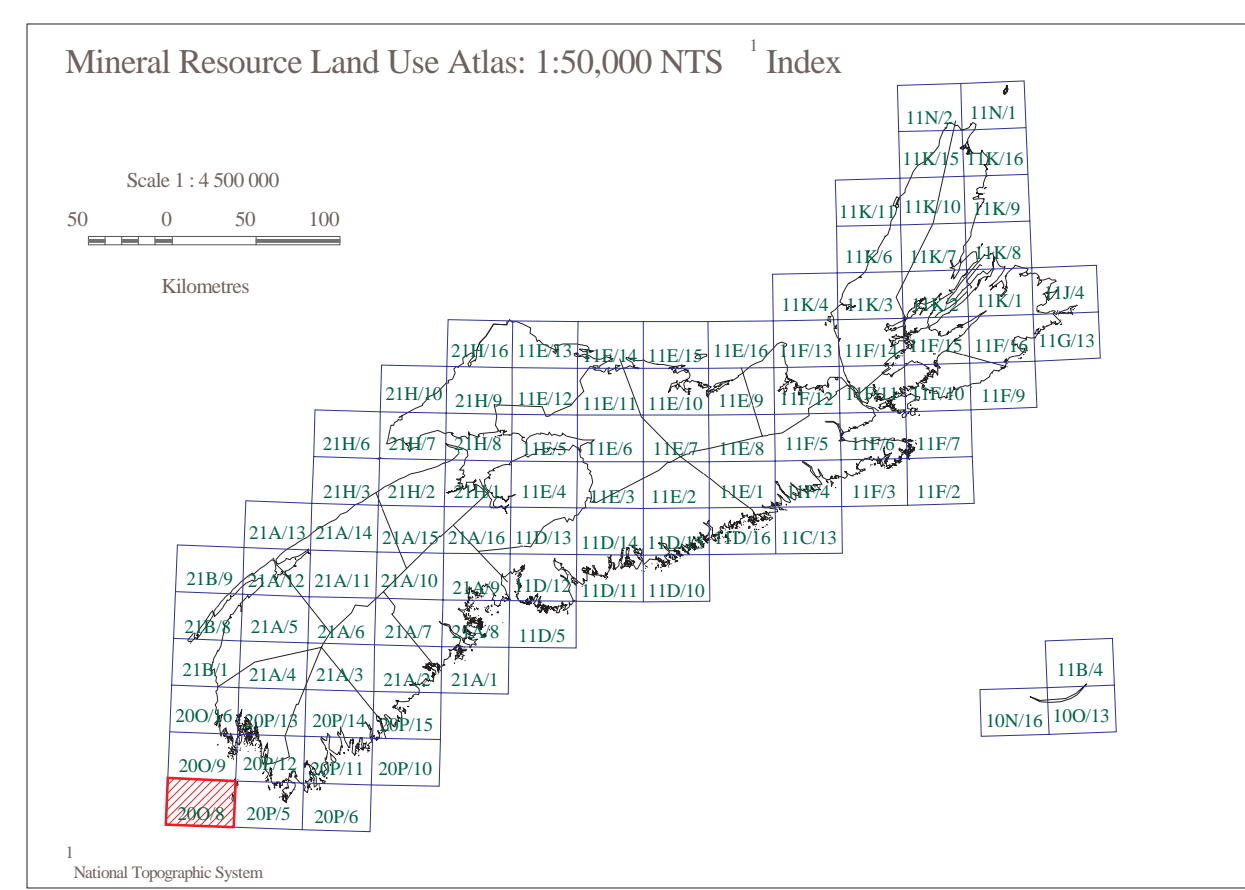 Mineral Resource Land Use Atlas: 1:50,000 NTS 1 Index
Scale 1 : 4 500 000
50 0 50 100
Kilometres
11N/2 11N/1
11K/15 11K/16
11K/11 11K/10 11K/9
11K/6 11K/7 11K/8
11K/4 11K/3 11K/2 11K/1 11J/4
21H/16 11E/13 11E/14 11E/15 11E/16 11F/13 11F/14 11F/15 11F/16 11G/13
21H/10 21H/9 11E/12 11E/11 11E/10 11E/9 11F/12 11F/11 11F/10 11F/9
21H/6 21H/7 21H/8 11E/5 11E/6 11E/7 11E/8 11F/5 11F/6 11F/7
21H/3 21H/2 21H/1 11E/4 11E/3 11E/2 11E/1 11F/4 11F/3 11F/2
21A/13 21A/14 21A/15 21A/16 11D/13 11D/14 11D/15 11D/16 11C/13
21B/9 21A/12 21A/11 21A/10 21A/9 11D/12 11D/11 11D/10
21B/8 21A/5 21A/6 21A/7 21A/8 11D/5
21B/1 21A/4 21A/3 21A/2 21A/1 11B/4
20O/16 20P/13 20P/14 20P/15 10N/16 10O/13
20O/9 20P/12 20P/11 20P/10
20O/8 20P/5 20P/6
1
National Topographic System